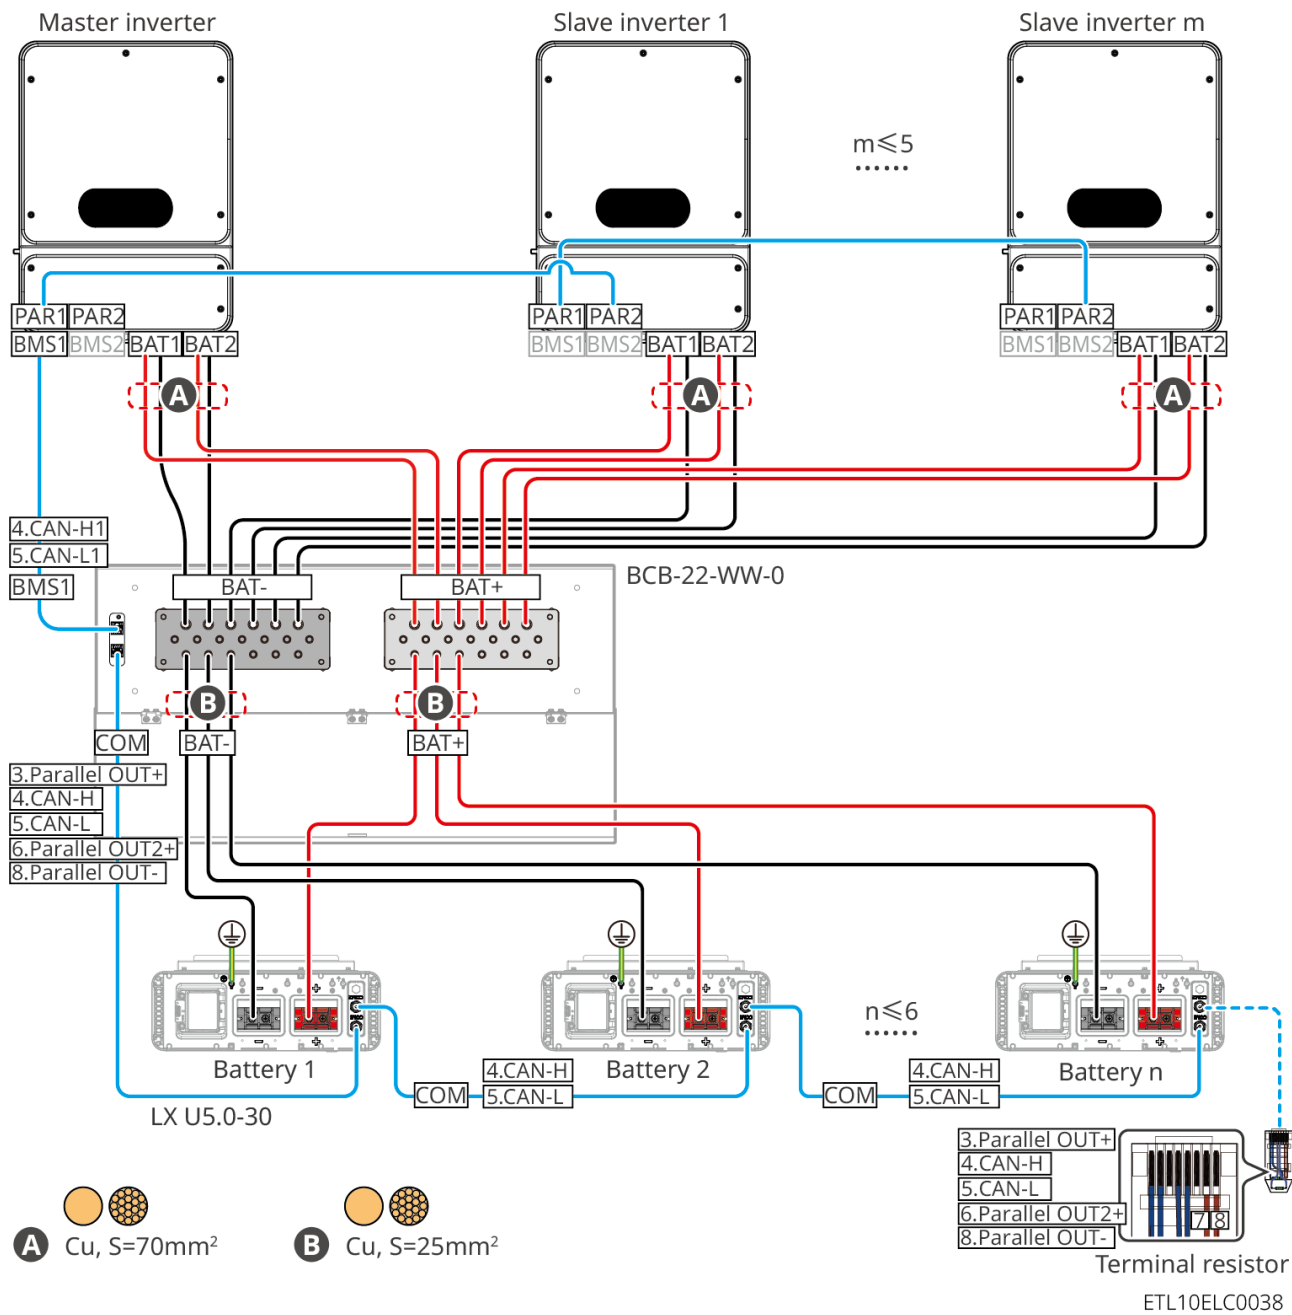 Master inverter
Slave inverter 1
Slave inverter m
m⩽5
......
PAR1 PAR2
PAR1 PAR2
PAR1 PAR2
BMS1 BMS2 BAT1 BAT2
BMS1 BMS2 BAT1 BAT2
BMS1 BMS2 BAT1 BAT2
A
A
A
4.CAN-H1
5.CAN-L1
BMS1
BAT-
BAT+
BCB-22-WW-0
B
B
COM
BAT-
BAT+
3.Parallel OUT+
4.CAN-H
5.CAN-L
6.Parallel OUT2+
8.Parallel OUT-
- +
- +
- +
n⩽6
......
- +
- +
- +
Battery 1
Battery 2
Battery n
4.CAN-H
4.CAN-H
COM
5.CAN-L
COM
5.CAN-L
LX U5.0-30
3.Parallel OUT+
4.CAN-H
5.CAN-L
6.Parallel OUT2+
8.Parallel OUT-
7 8
A Cu, S=70mm²
B Cu, S=25mm²
Terminal resistor
ETL10ELC0038